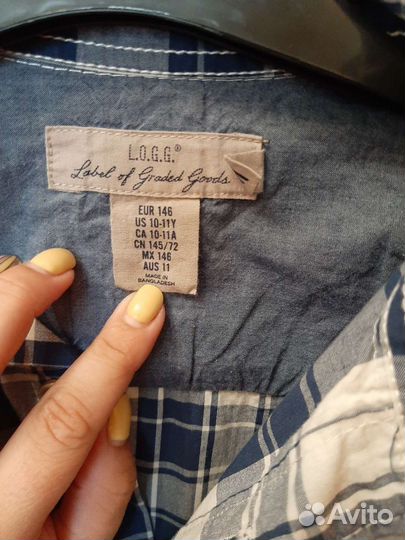 L.O.G.G.®
Label of Graded Goods
EUR 146
US 10-11Y
CA 10-11A
CN 145/72
MX 146
AUS 11
MADE IN
BANGLADESH
Avito